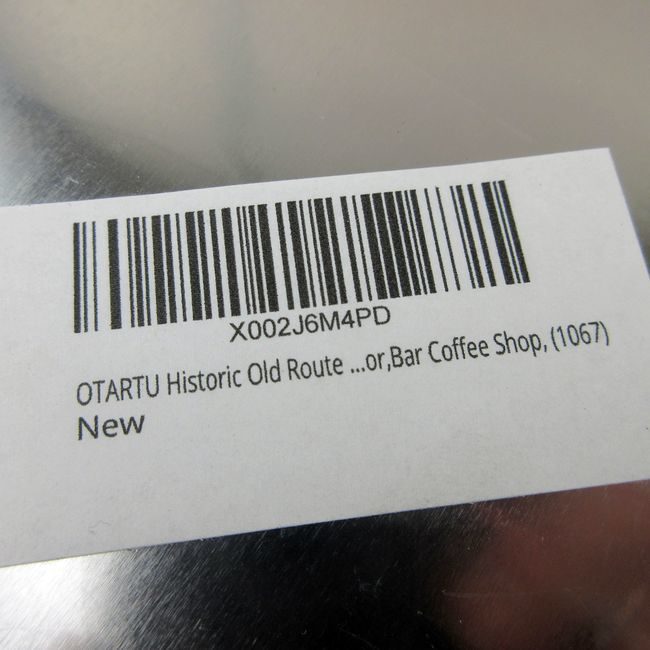 X002J6M4PD
OTARTU Historic Old Route ...or,Bar Coffee Shop, (1067)
New